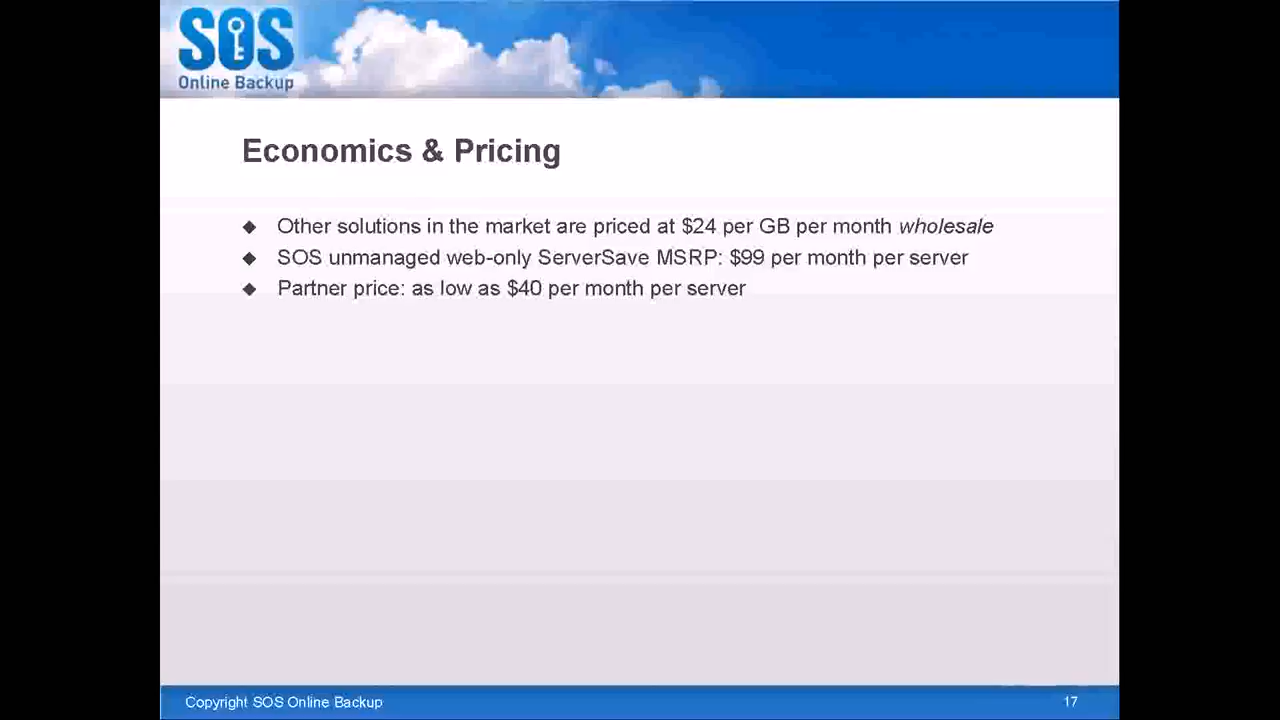 SOS
Online Backup
Economics & Pricing
◆ Other solutions in the market are priced at $24 per GB per month wholesale
◆ SOS unmanaged web-only ServerSave MSRP: $99 per month per server
◆ Partner price: as low as $40 per month per server
Copyright SOS Online Backup
17